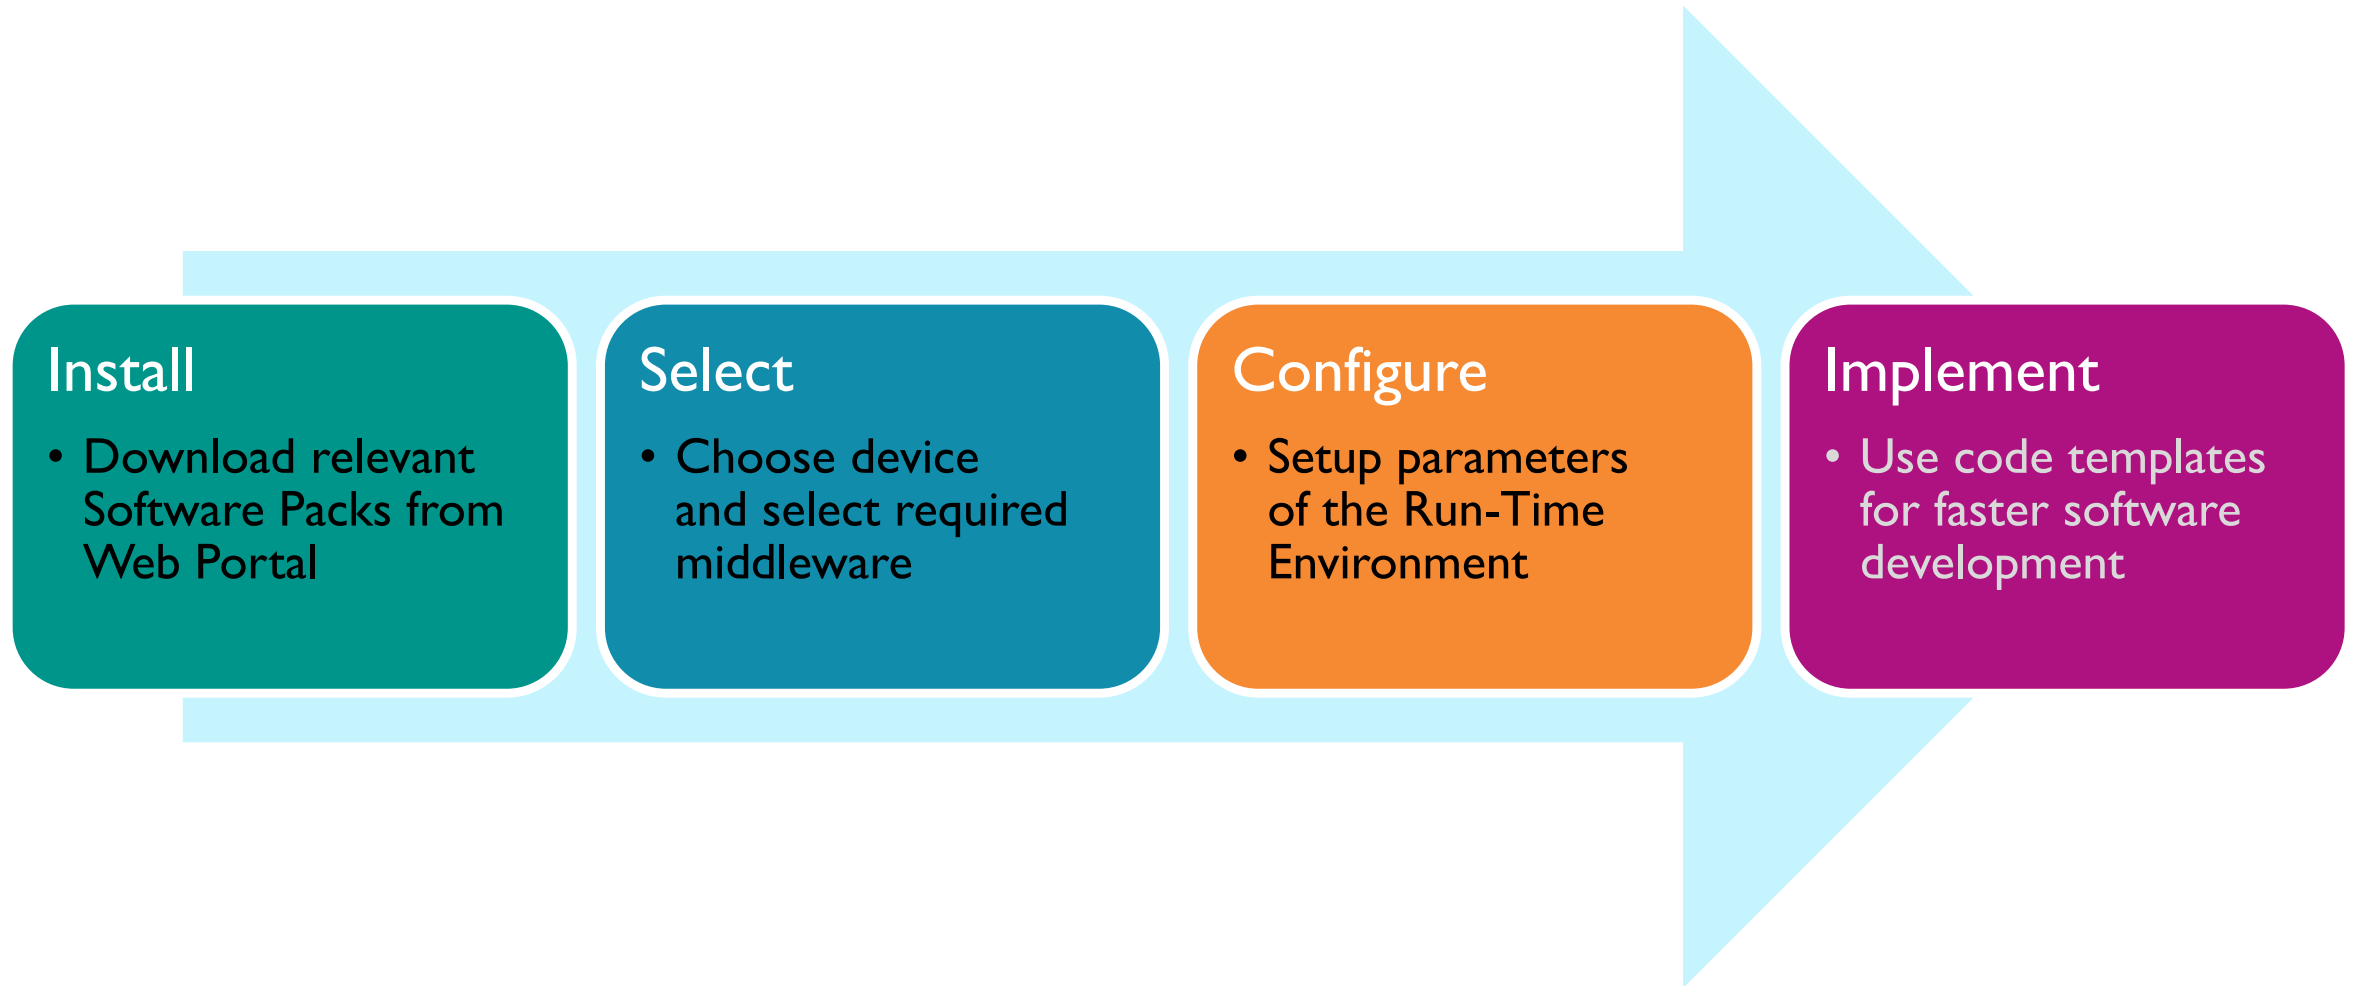 Install
• Download relevant
Software Packs from
Web Portal
Select
• Choose device
and select required
middleware
Configure
• Setup parameters
of the Run-Time
Environment
Implement
• Use code templates
for faster software
development